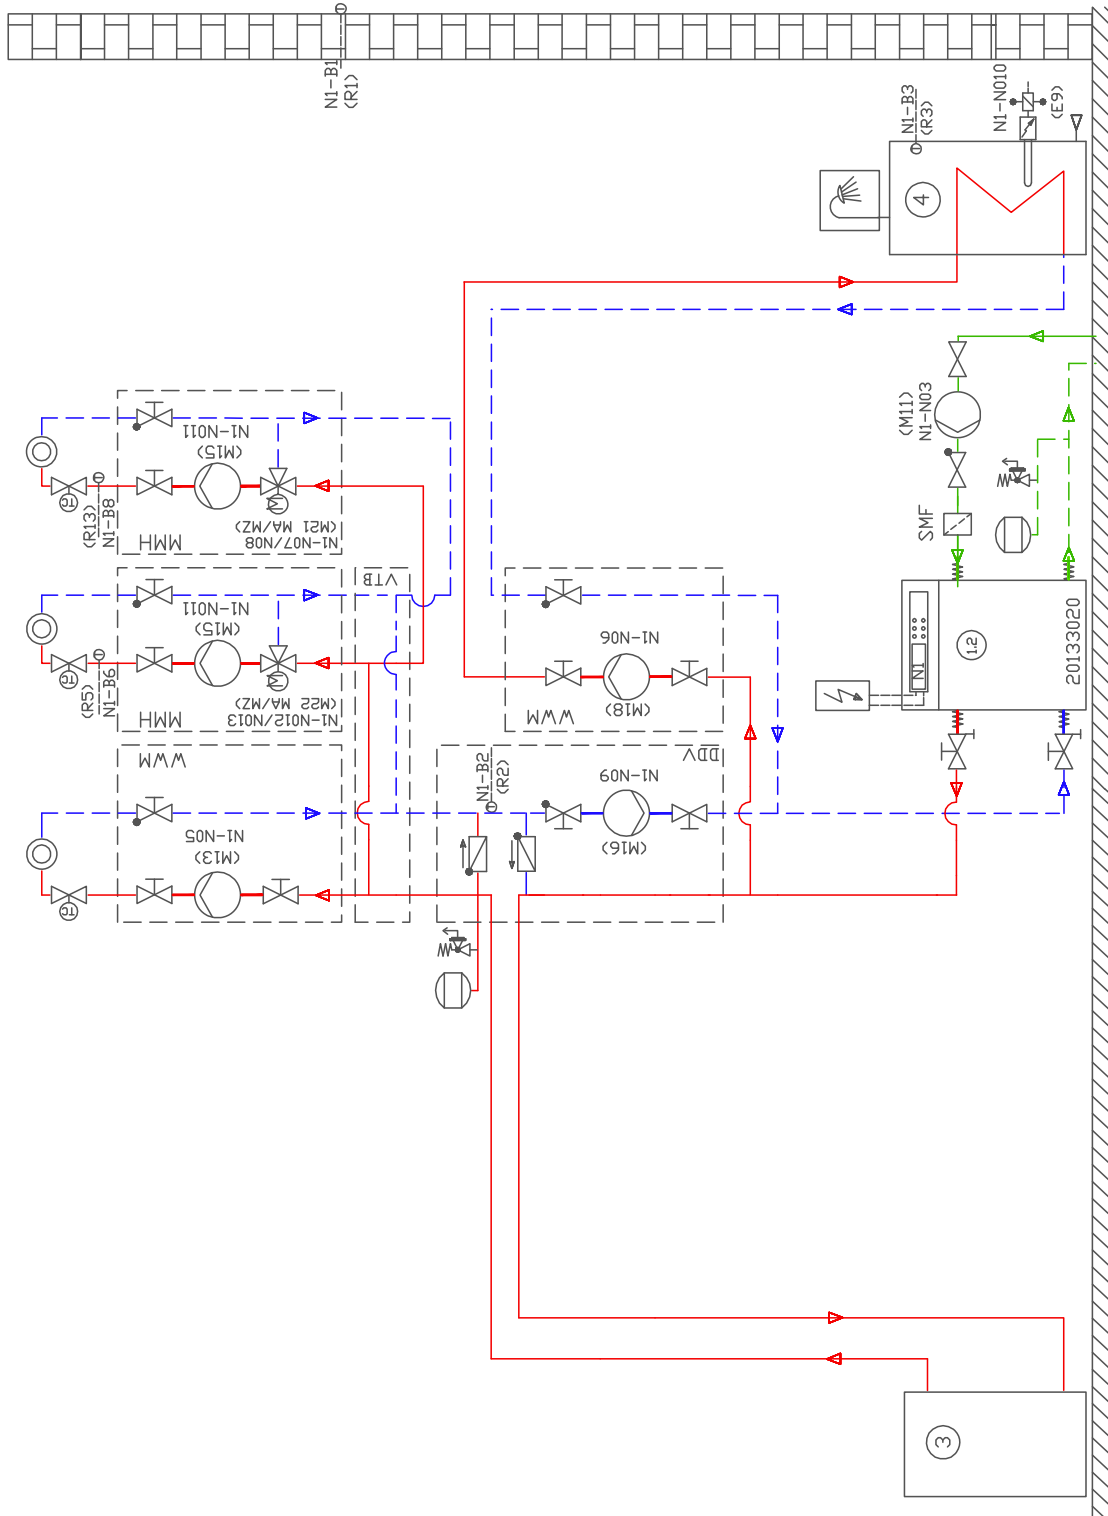 N1-B1
(R1)
N1-B3
(R3)
N1-N010
(E9)
4
N1-N011
(M15)
M
N1-N07/N08
(M21 MA/MZ)
MMH
(R13)
N1-B8
(M11)
N1-N03
SMF
N1-N011
(M15)
M
N1-N012/N013
(M22 MA/MZ)
MMH
(R5)
N1-B6
VTB
N1-N06
(M18)
WWM
N1
1.2
20133020
WWM
N1-N05
(M13)
N1-B2
(R2)
DDV
N1-N09
(M16)
3